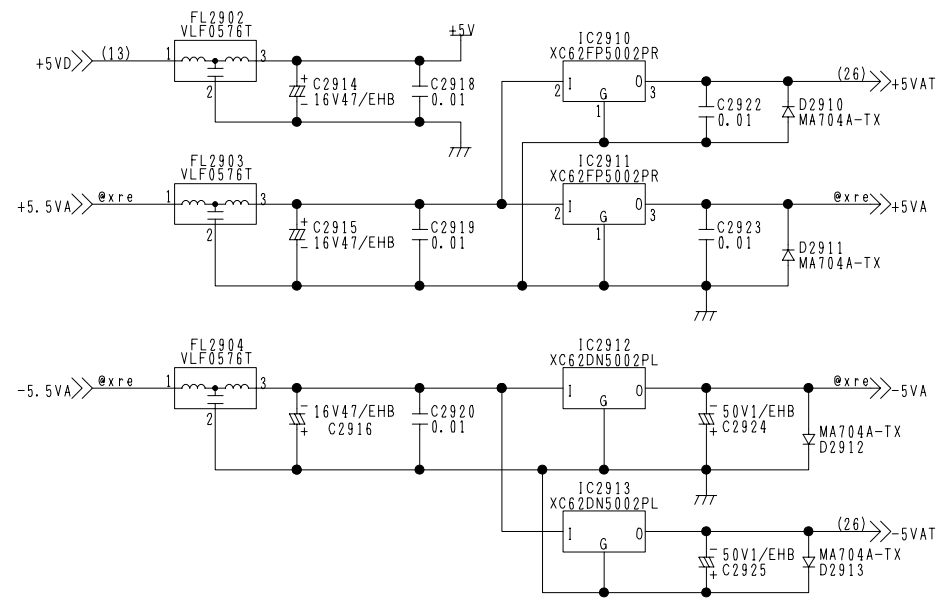 FL2902
VLF0576T
+5VD
(13)
1
3
2
+
C2914
- 16V47/EHB
C2918
0.01
+5V
IC2910
XC62FP5002PR
2
I
O
3
G
1
C2922
0.01
D2910
MA704A-TX
(26)
+5VAT
FL2903
VLF0576T
+5.5VA
@xre
1
3
2
+
C2915
- 16V47/EHB
C2919
0.01
IC2911
XC62FP5002PR
2
I
O
3
G
1
C2923
0.01
D2911
MA704A-TX
@xre
+5VA
FL2904
VLF0576T
-5.5VA
@xre
1
3
2
- 16V47/EHB
+
C2916
C2920
0.01
IC2912
XC62DN5002PL
I
O
G
- 50V1/EHB
+ C2924
MA704A-TX
D2912
@xre
-5VA
IC2913
XC62DN5002PL
I
O
G
- 50V1/EHB
+ C2925
MA704A-TX
D2913
(26)
-5VAT